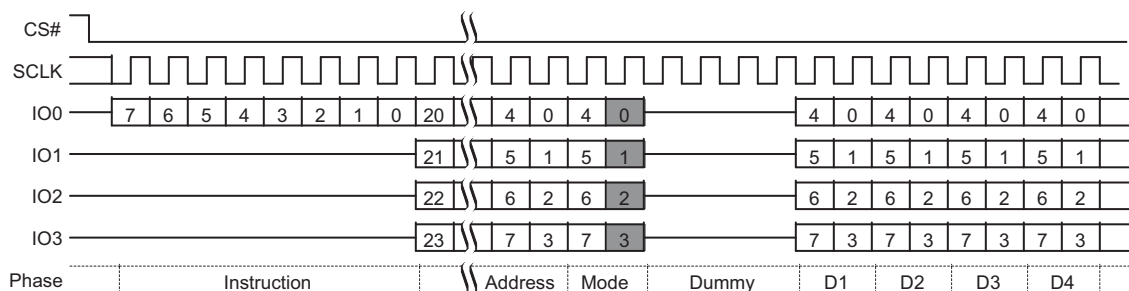 CS#
SCLK
IO0 7 6 5 4 3 2 1 0 20 4 0 4 0 4 0 4 0 4 0 4 0
IO1 21 5 1 5 1 5 1 5 1 5 1 5 1
IO2 22 6 2 6 2 6 2 6 2 6 2 6 2
IO3 23 7 3 7 3 7 3 7 3 7 3 7 3
Phase Instruction Address Mode Dummy D1 D2 D3 D4